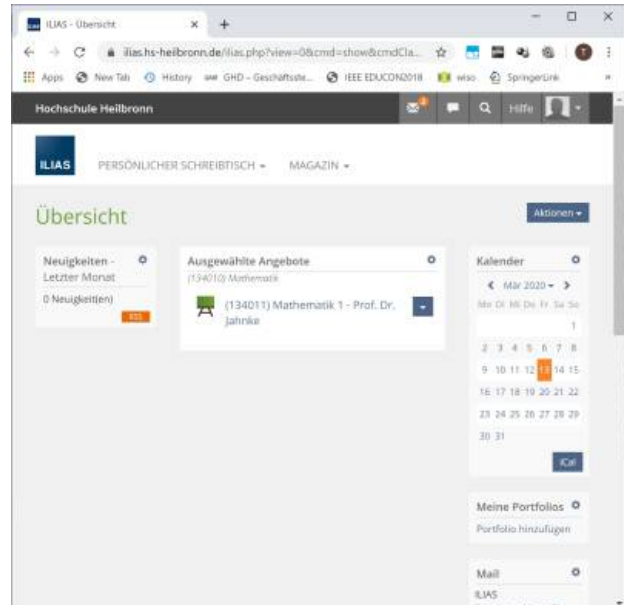 ILIAS - Übersicht
ilias.hs-heilbronn.de/ilias.php?view=0&cmd=show&cmdCla...
Apps New Tab History GHD – Geschäftsste... IEEE EDUCON2018 wiso SpringerLink »
Hochschule Heilbronn Hilfe
ILIAS PERSÖNLICHER SCHREIBTISCH MAGAZIN
Übersicht
Aktionen
Neuigkeiten -
Letzter Monat
0 Neuigkeit(en)
RSS
Ausgewählte Angebote
(134010) Mathematik
(134011) Mathematik 1 - Prof. Dr.
Jahnke
Kalender
Mär 2020
Mo Di Mi Do Fr Sa So
1
2 3 4 5 6 7 8
9 10 11 12 13 14 15
16 17 18 19 20 21 22
23 24 25 26 27 28 29
30 31
iCal
Meine Portfolios
Portfolio hinzufügen
Mail
ILIAS